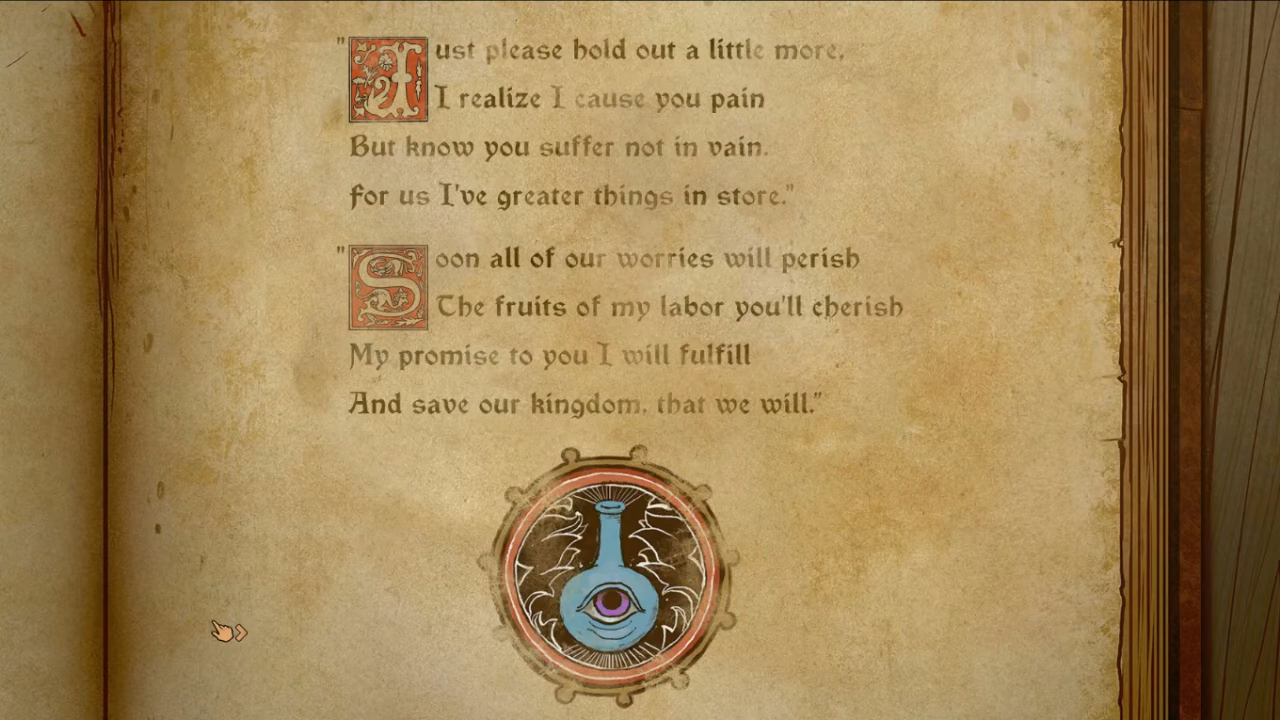 "Just please hold out a little more,
I realize I cause you pain
But know you suffer not in vain.
For us I've greater things in store."
"Soon all of our worries will perish
The fruits of my labor you'll cherish
My promise to you I will fulfill
And save our kingdom, that we will."